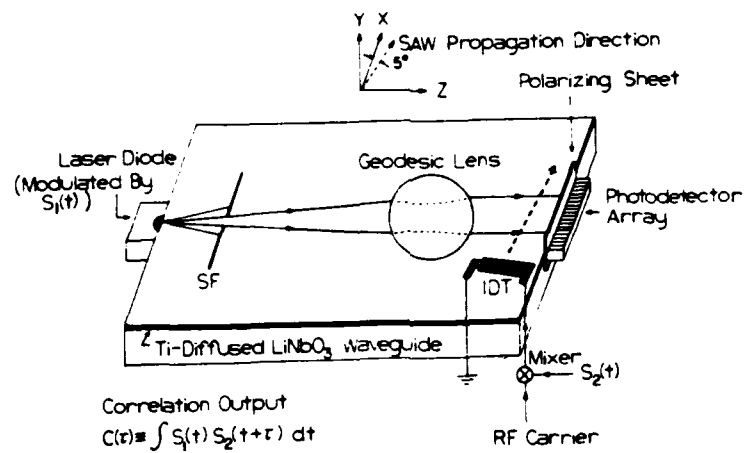 Y X
SAW Propagation Direction
5°
Z
Polarizing Sheet
Laser Diode
(Modulated By
S₁(t))
Geodesic Lens
Photodetector
Array
SF
IDT
Ti-Diffused LiNbO₃ Waveguide
Mixer
S₂(t)
Correlation Output
C(τ)≡∫S₁(t)S₂(t+τ) dt
RF Carrier